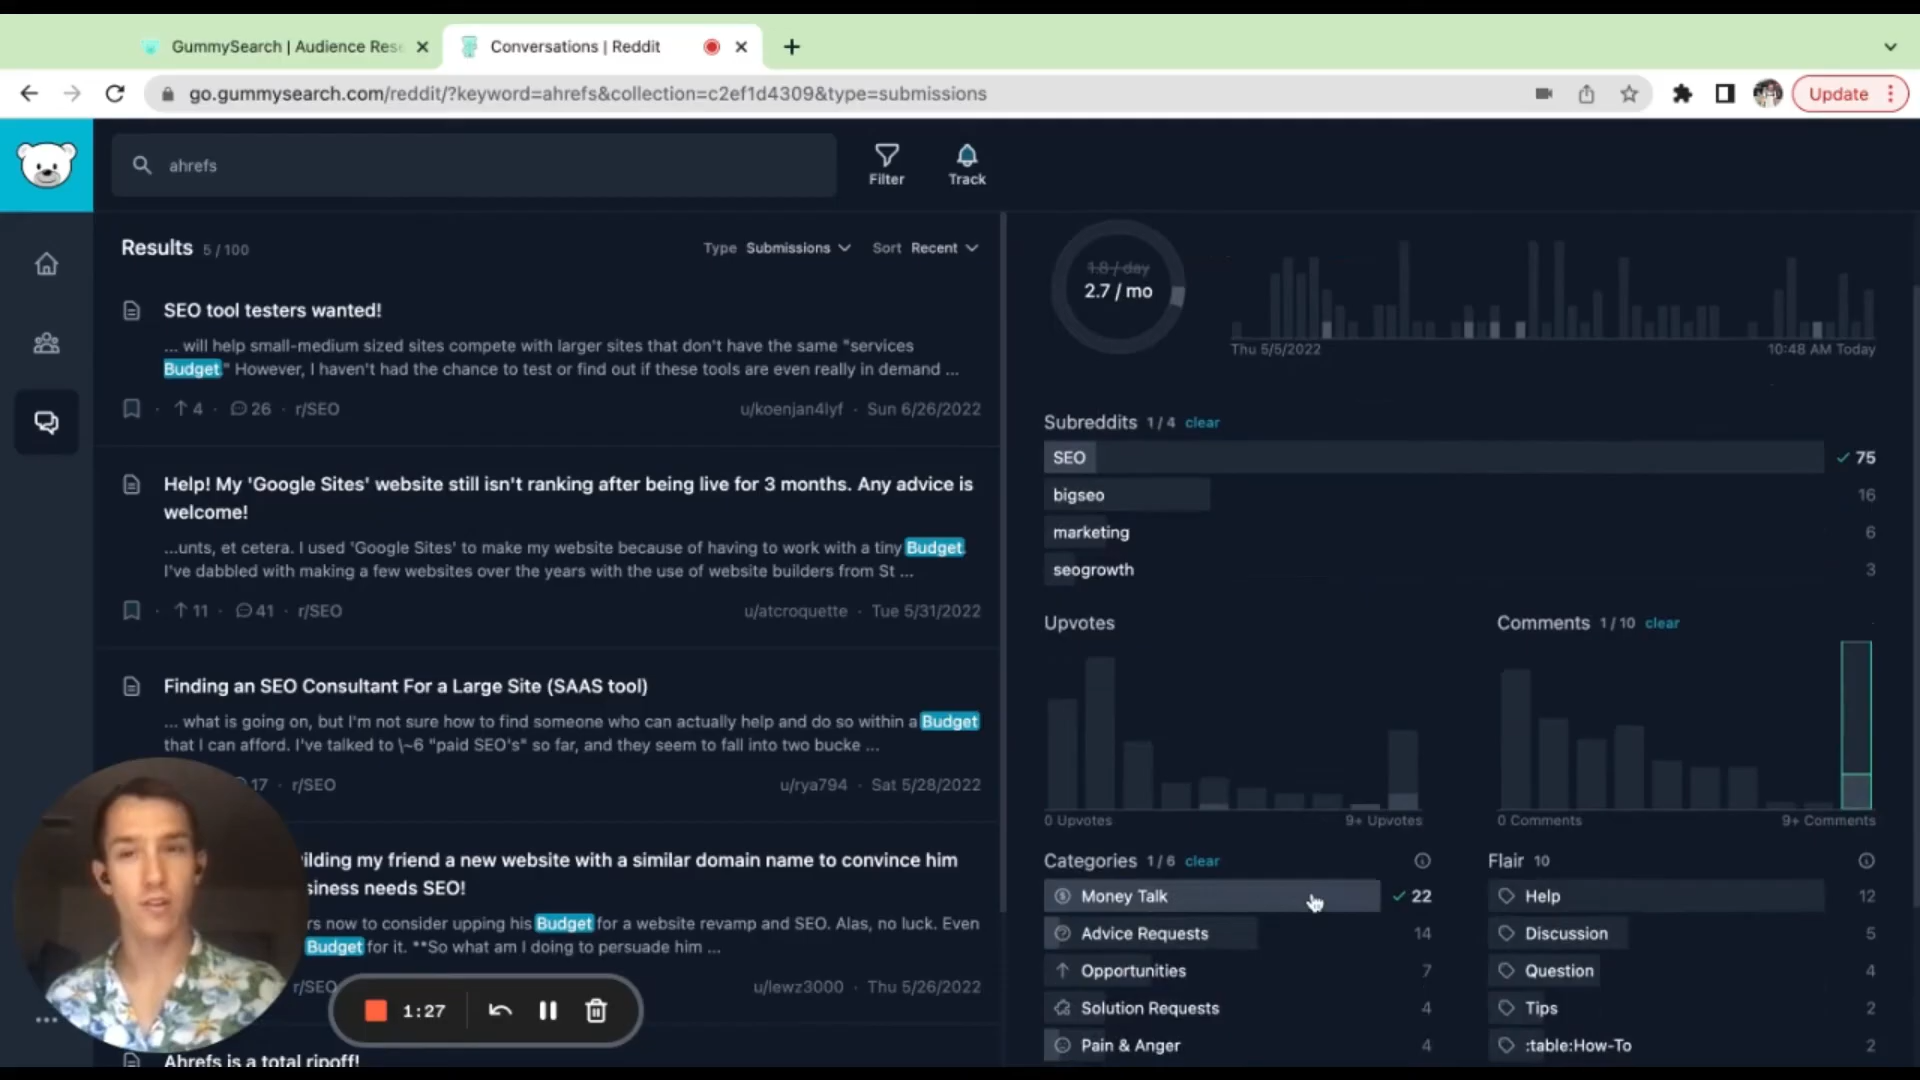 GummySearch | Audience Res
Conversations | Reddit
go.gummysearch.com/reddit/?keyword=ahrefs&collection=c2ef1d4309&type=submissions
Update
ahrefs
Filter
Track
Results 5 / 100
Type Submissions
Sort Recent
SEO tool testers wanted!
... will help small-medium sized sites compete with larger sites that don't have the same "services
Budget." However, I haven't had the chance to test or find out if these tools are even really in demand ...
4 · 26 · r/SEO
u/koenjan4lyf · Sun 6/26/2022
Help! My 'Google Sites' website still isn't ranking after being live for 3 months. Any advice is
welcome!
...unts, et cetera. I used 'Google Sites' to make my website because of having to work with a tiny Budget.
I've dabbled with making a few websites over the years with the use of website builders from St ...
11 · 41 · r/SEO
u/atcroquette · Tue 5/31/2022
Finding an SEO Consultant For a Large Site (SAAS tool)
... what is going on, but I'm not sure how to find someone who can actually help and do so within a Budget
that I can afford. I've talked to \~6 "paid SEO's" so far, and they seem to fall into two bucke ...
17 · r/SEO
u/rya794 · Sat 5/28/2022
ilding my friend a new website with a similar domain name to convince him
siness needs SEO!
rs now to consider upping his Budget for a website revamp and SEO. Alas, no luck. Even
Budget for it. **So what am I doing to persuade him ...
r/SEO
u/lewz3000 · Thu 5/26/2022
1:27
Ahrefs is a total ripoff!
1.8 / day
2.7 / mo
Thu 5/5/2022
10:48 AM Today
Subreddits 1 / 4 clear
SEO 75
bigseo 16
marketing 6
seogrowth 3
Upvotes
0 Upvotes
9+ Upvotes
Comments 1 / 10 clear
0 Comments
9+ Comments
Categories 1 / 6 clear
Money Talk 22
Advice Requests 14
Opportunities 7
Solution Requests 4
Pain & Anger 4
Flair 10
Help 12
Discussion 5
Question 4
Tips 2
:table:How-To 2